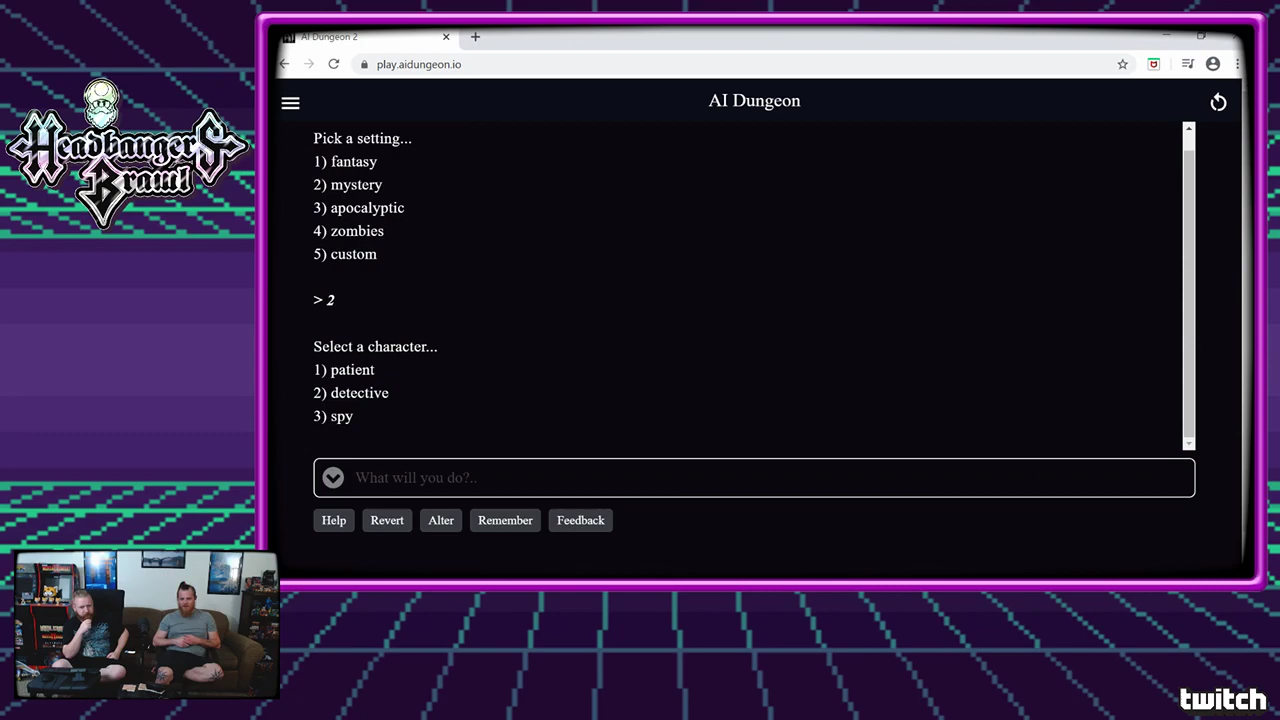 Headbangers
Brawl
AI Dungeon 2
play.aidungeon.io
AI Dungeon
Pick a setting...
1) fantasy
2) mystery
3) apocalyptic
4) zombies
5) custom
> 2
Select a character...
1) patient
2) detective
3) spy
What will you do?..
Help Revert Alter Remember Feedback
twitch